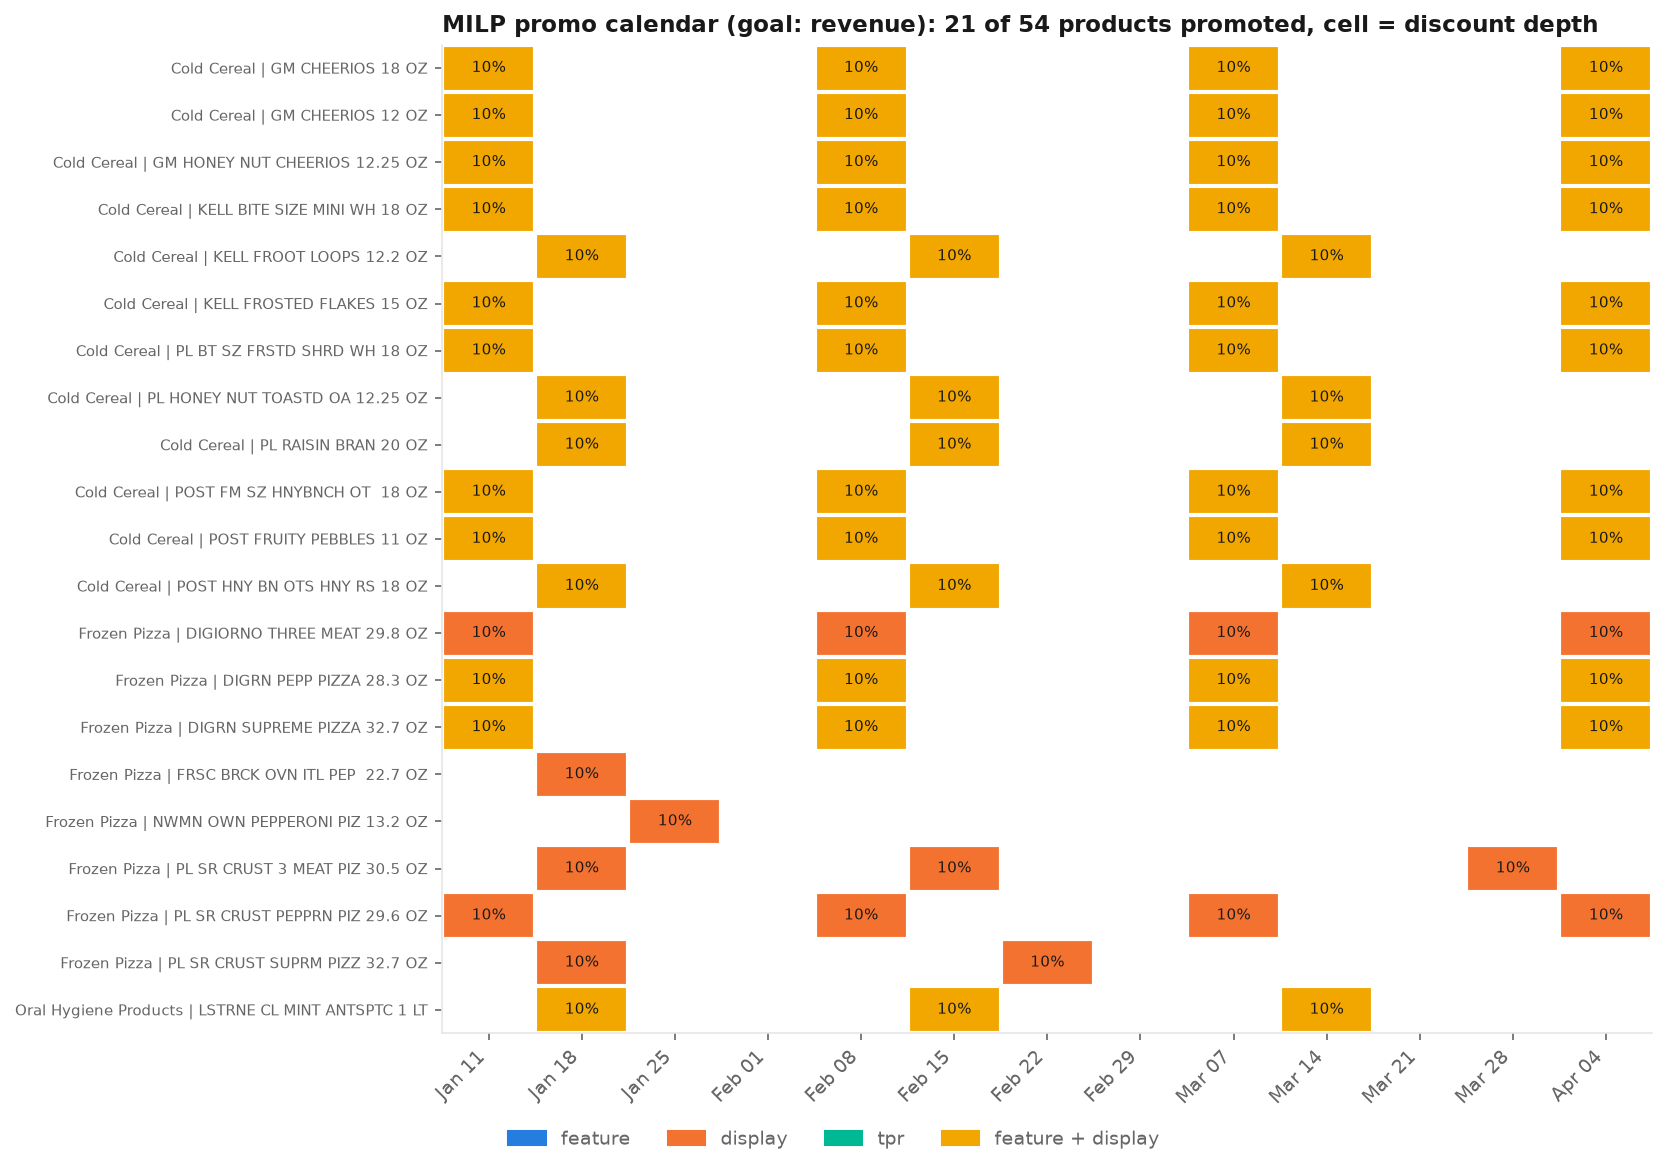 MILP promo calendar (goal: revenue): 21 of 54 products promoted, cell = discount depth
Cold Cereal | GM CHEERIOS 18 OZ 10% 10% 10% 10%
Cold Cereal | GM CHEERIOS 12 OZ 10% 10% 10% 10%
Cold Cereal | GM HONEY NUT CHEERIOS 12.25 OZ 10% 10% 10% 10%
Cold Cereal | KELL BITE SIZE MINI WH 18 OZ 10% 10% 10% 10%
Cold Cereal | KELL FROOT LOOPS 12.2 OZ 10% 10% 10%
Cold Cereal | KELL FROSTED FLAKES 15 OZ 10% 10% 10% 10%
Cold Cereal | PL BT SZ FRSTD SHRD WH 18 OZ 10% 10% 10% 10%
Cold Cereal | PL HONEY NUT TOASTD OA 12.25 OZ 10% 10% 10%
Cold Cereal | PL RAISIN BRAN 20 OZ 10% 10% 10%
Cold Cereal | POST FM SZ HNYBNCH OT  18 OZ 10% 10% 10% 10%
Cold Cereal | POST FRUITY PEBBLES 11 OZ 10% 10% 10% 10%
Cold Cereal | POST HNY BN OTS HNY RS 18 OZ 10% 10% 10%
Frozen Pizza | DIGIORNO THREE MEAT 29.8 OZ 10% 10% 10% 10%
Frozen Pizza | DIGRN PEPP PIZZA 28.3 OZ 10% 10% 10% 10%
Frozen Pizza | DIGRN SUPREME PIZZA 32.7 OZ 10% 10% 10% 10%
Frozen Pizza | FRSC BRCK OVN ITL PEP  22.7 OZ 10%
Frozen Pizza | NWMN OWN PEPPERONI PIZ 13.2 OZ 10%
Frozen Pizza | PL SR CRUST 3 MEAT PIZ 30.5 OZ 10% 10% 10%
Frozen Pizza | PL SR CRUST PEPPRN PIZ 29.6 OZ 10% 10% 10% 10%
Frozen Pizza | PL SR CRUST SUPRM PIZZ 32.7 OZ 10% 10%
Oral Hygiene Products | LSTRNE CL MINT ANTSPTC 1 LT 10% 10% 10%
Jan 11 Jan 18 Jan 25 Feb 01 Feb 08 Feb 15 Feb 22 Feb 29 Mar 07 Mar 14 Mar 21 Mar 28 Apr 04
feature display tpr feature + display